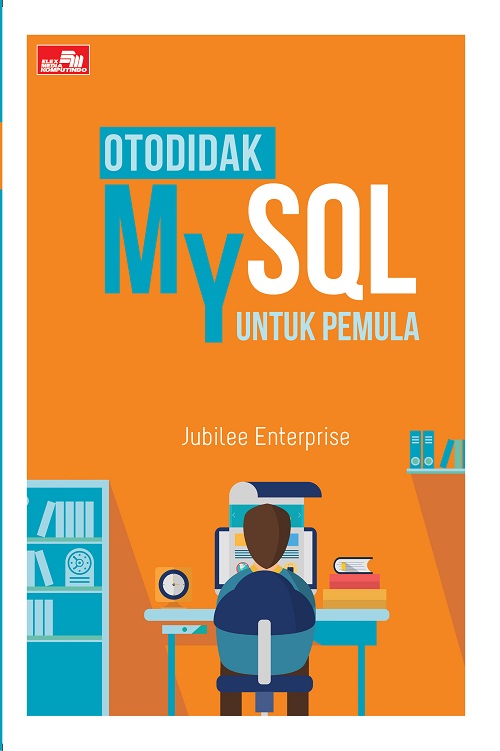 ELEX
MEDIA
KOMPUTINDO
OTODIDAK
MySQL
UNTUK PEMULA
Jubilee Enterprise